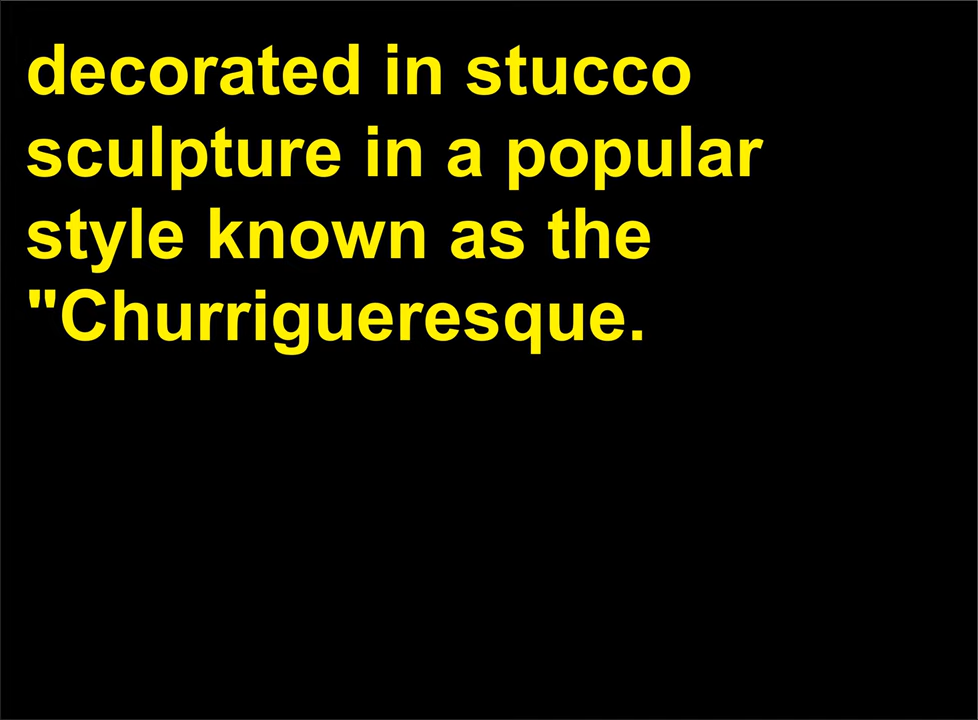 decorated in stucco
sculpture in a popular
style known as the
"Churrigueresque.